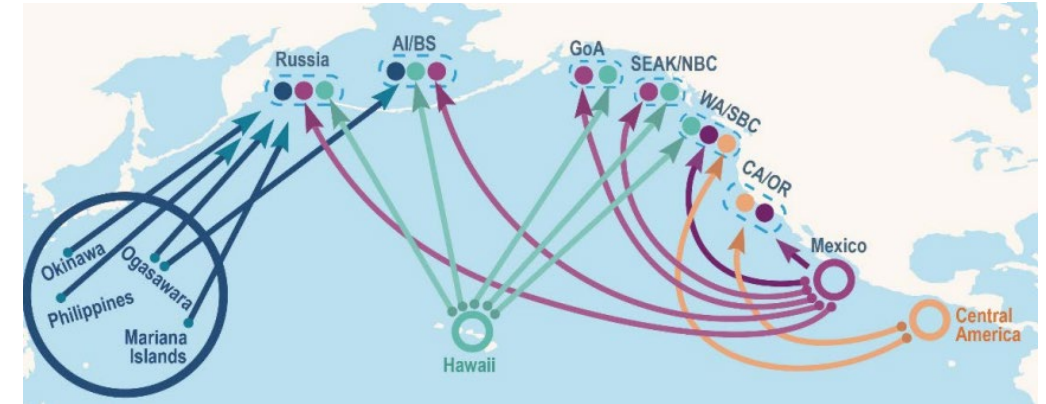 AI/BS
GoA
Russia
SEAK/NBC
WA/SBC
CA/OR
Mexico
Okinawa
Ogasawara
Philippines
Mariana
Islands
Hawaii
Central
America